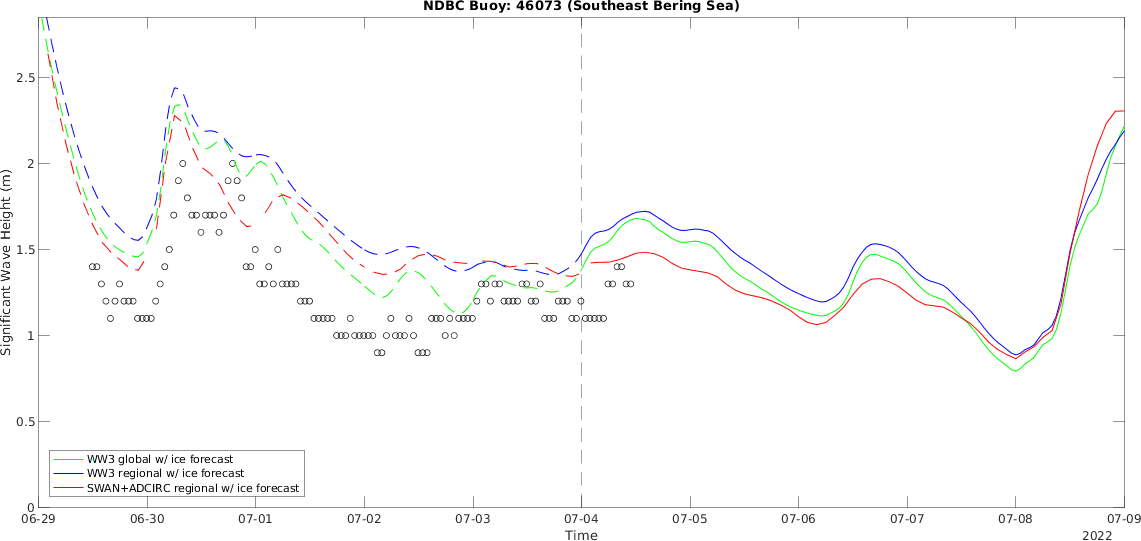 NDBC Buoy: 46073 (Southeast Bering Sea)
Significant Wave Height (m)
2.5
2
1.5
1
0.5
0
WW3 global w/ ice forecast
WW3 regional w/ ice forecast
SWAN+ADCIRC regional w/ ice forecast
06-29 06-30 07-01 07-02 07-03 07-04 07-05 07-06 07-07 07-08 07-09
Time
2022